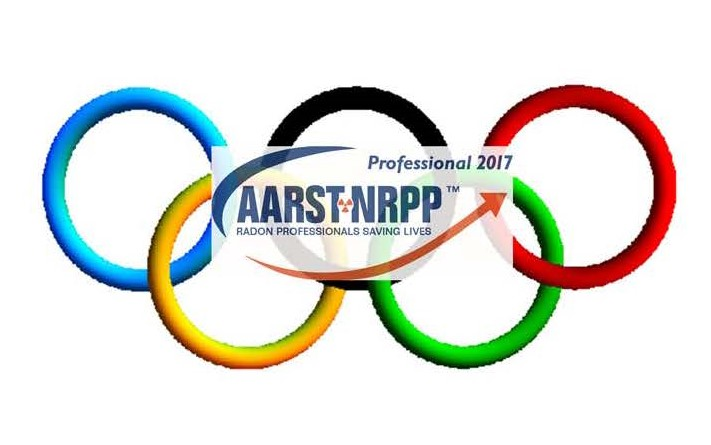 Professional 2017
AARST NRPP™
RADON PROFESSIONALS SAVING LIVES